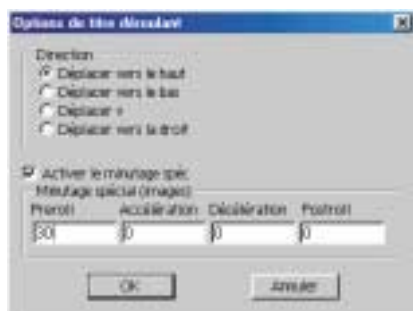 Options de titre déroulant
Direction
Déplacer vers le haut
Déplacer vers le bas
Déplacer v
Déplacer vers la droit
Activer le minutage spéc
Minutage spécial (images)
Preroll Accélération Décélération Postroll
30 0 0 0
OK Annuler